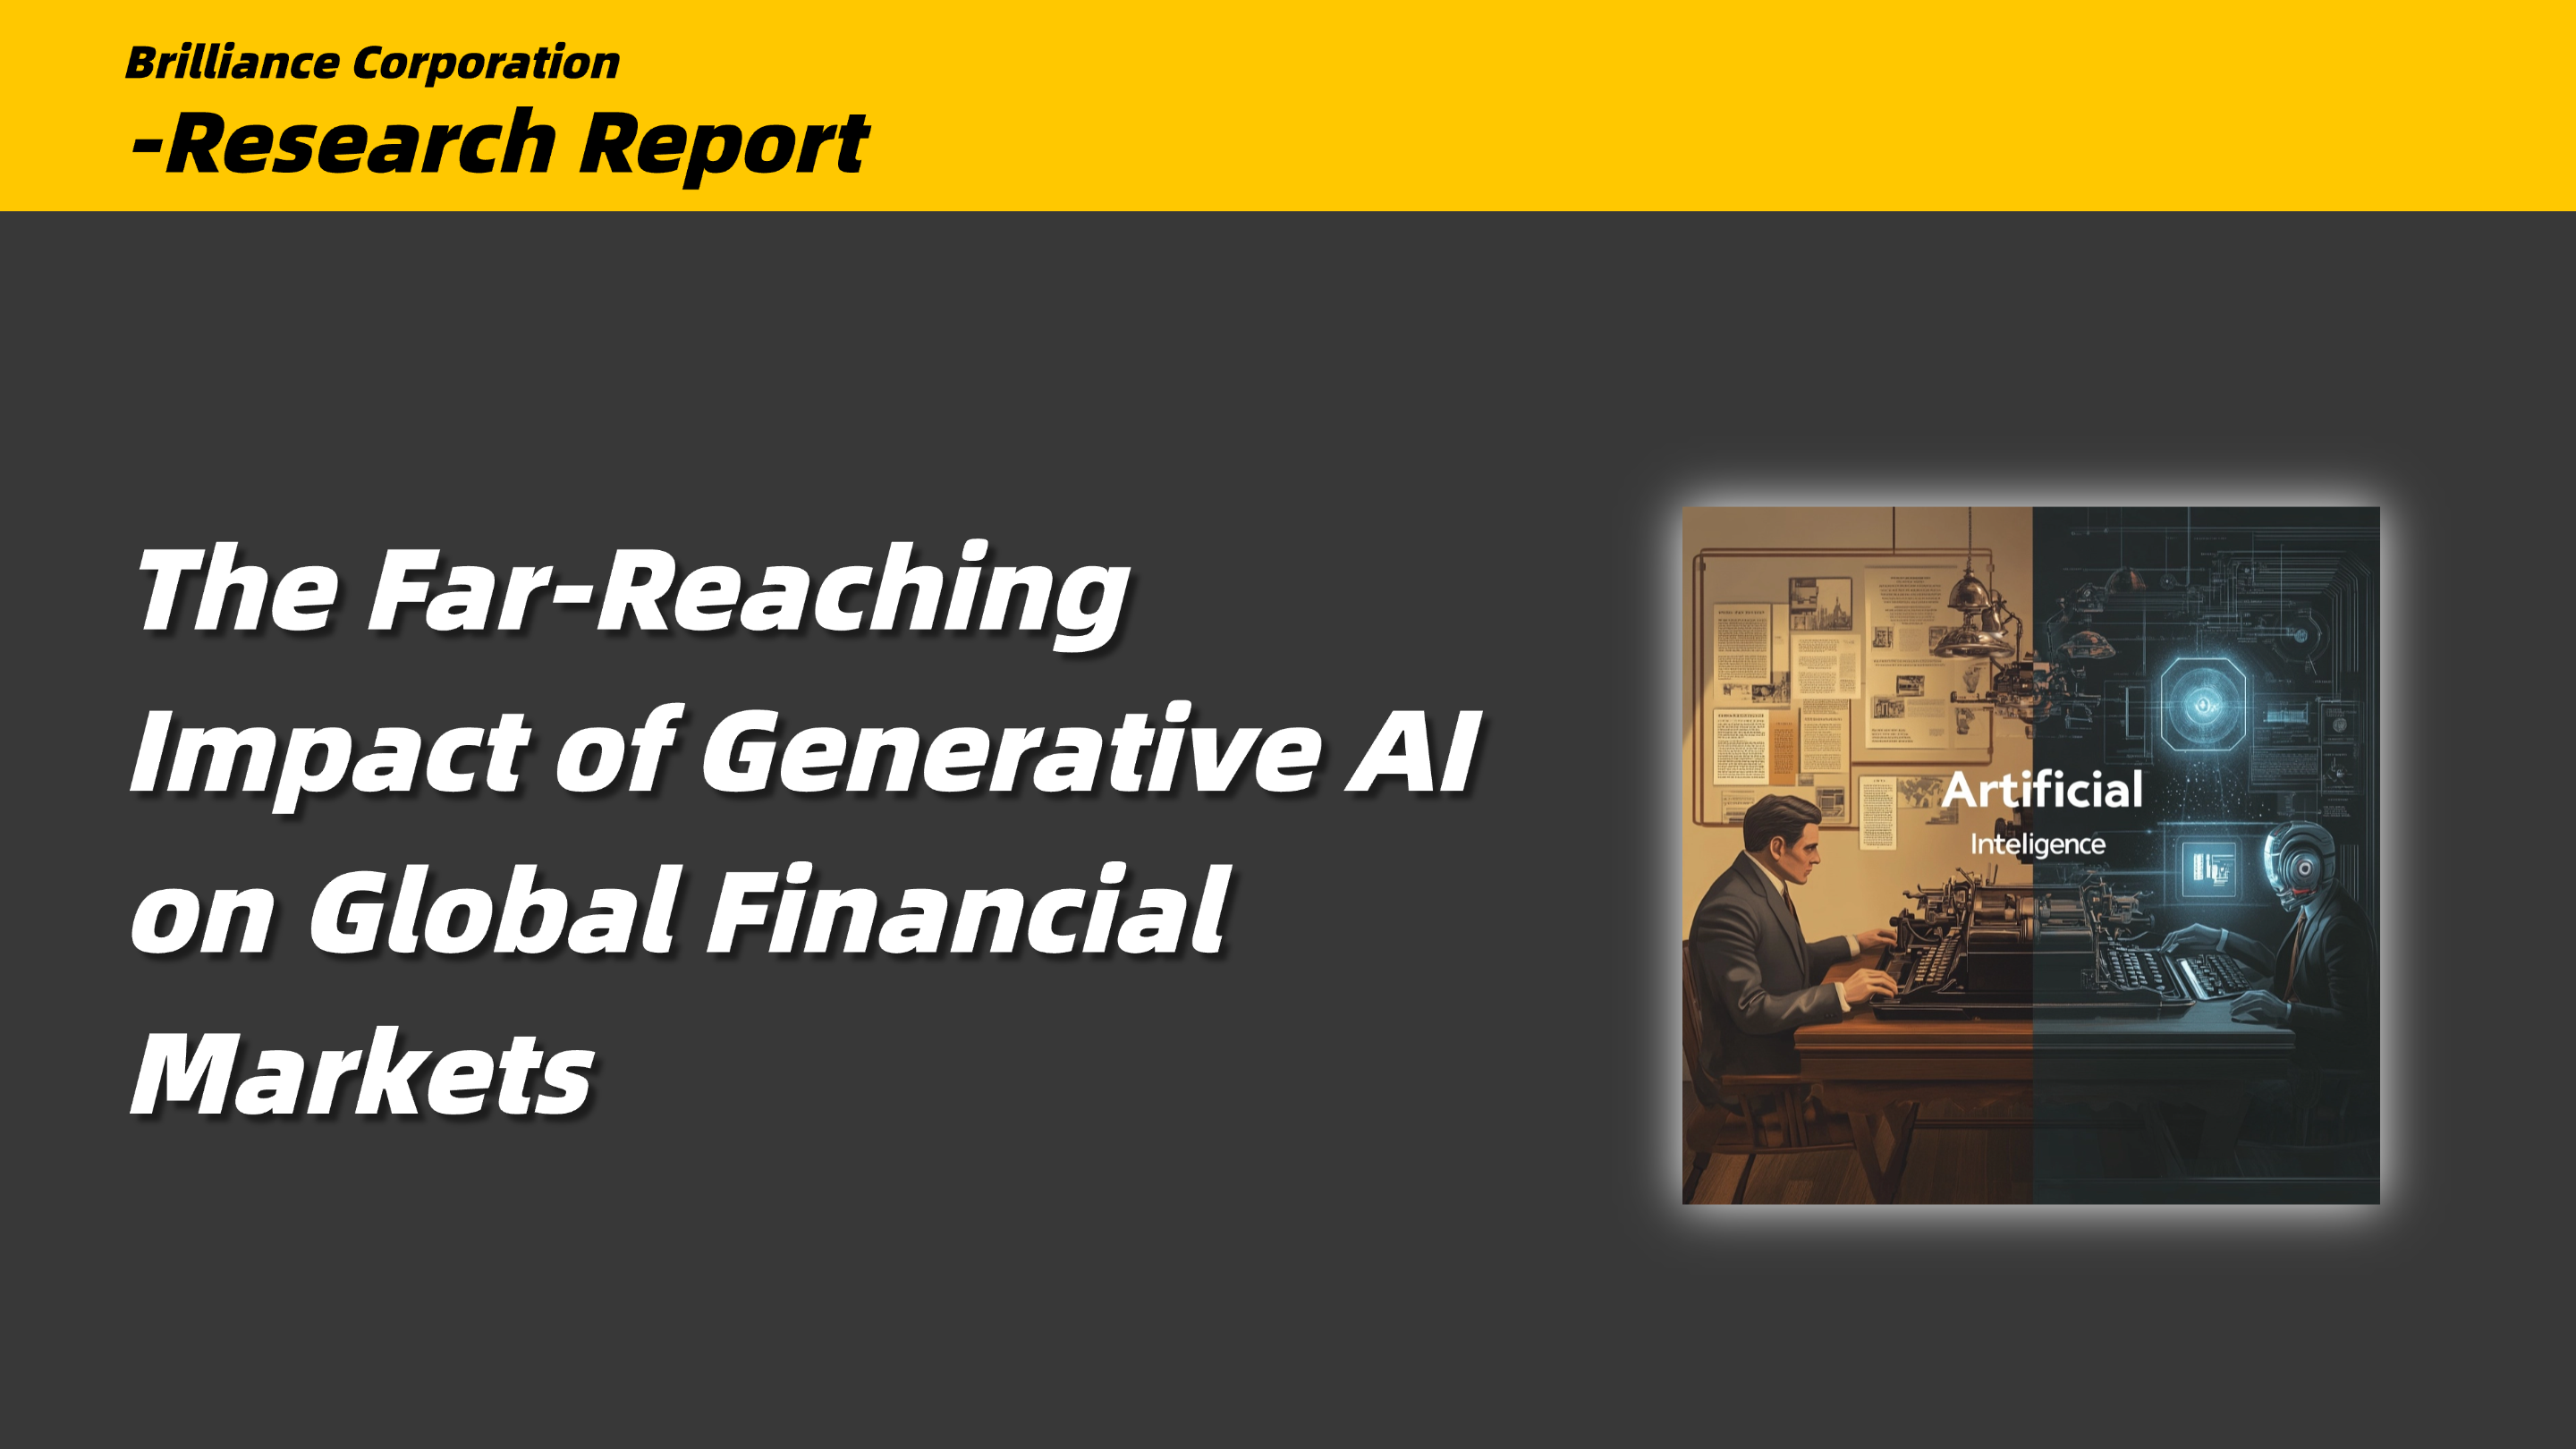 Brilliance Corporation
-Research Report
The Far-Reaching
Impact of Generative AI
on Global Financial
Markets
Artificial
Inteligence